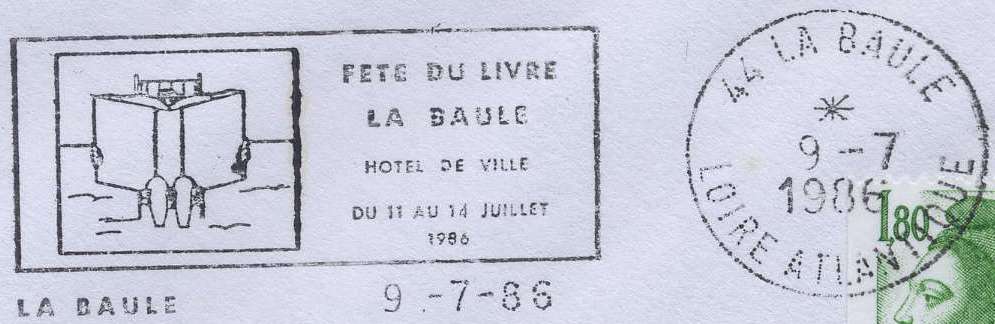 FETE DU LIVRE
LA BAULE
HOTEL DE VILLE
DU 11 AU 14 JUILLET
1986
LA BAULE
9 -7-86
44 LA BAULE
*
9 -7
1986
LOIRE ATLANTIQUE
1,80